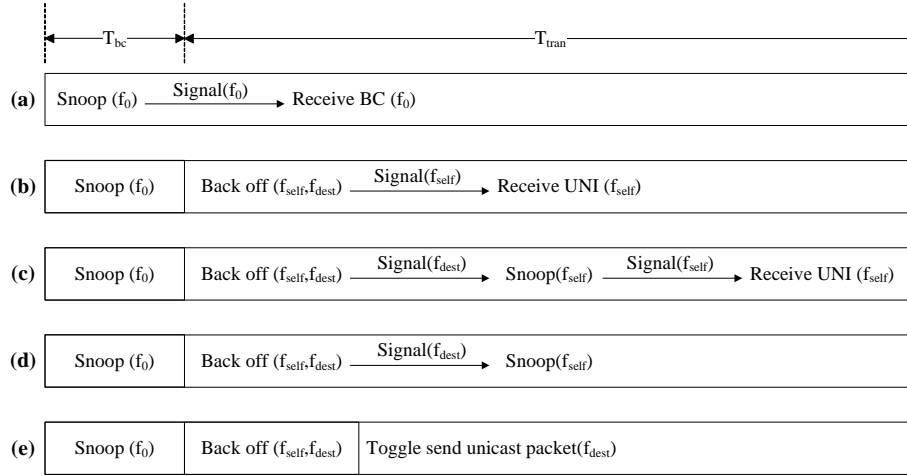 T_bc T_tran
(a) Snoop (f_0) Signal(f_0) Receive BC (f_0)
(b) Snoop (f_0) Back off (f_self,f_dest) Signal(f_self) Receive UNI (f_self)
(c) Snoop (f_0) Back off (f_self,f_dest) Signal(f_dest) Snoop(f_self) Signal(f_self) Receive UNI (f_self)
(d) Snoop (f_0) Back off (f_self,f_dest) Signal(f_dest) Snoop(f_self)
(e) Snoop (f_0) Back off (f_self,f_dest) Toggle send unicast packet(f_dest)